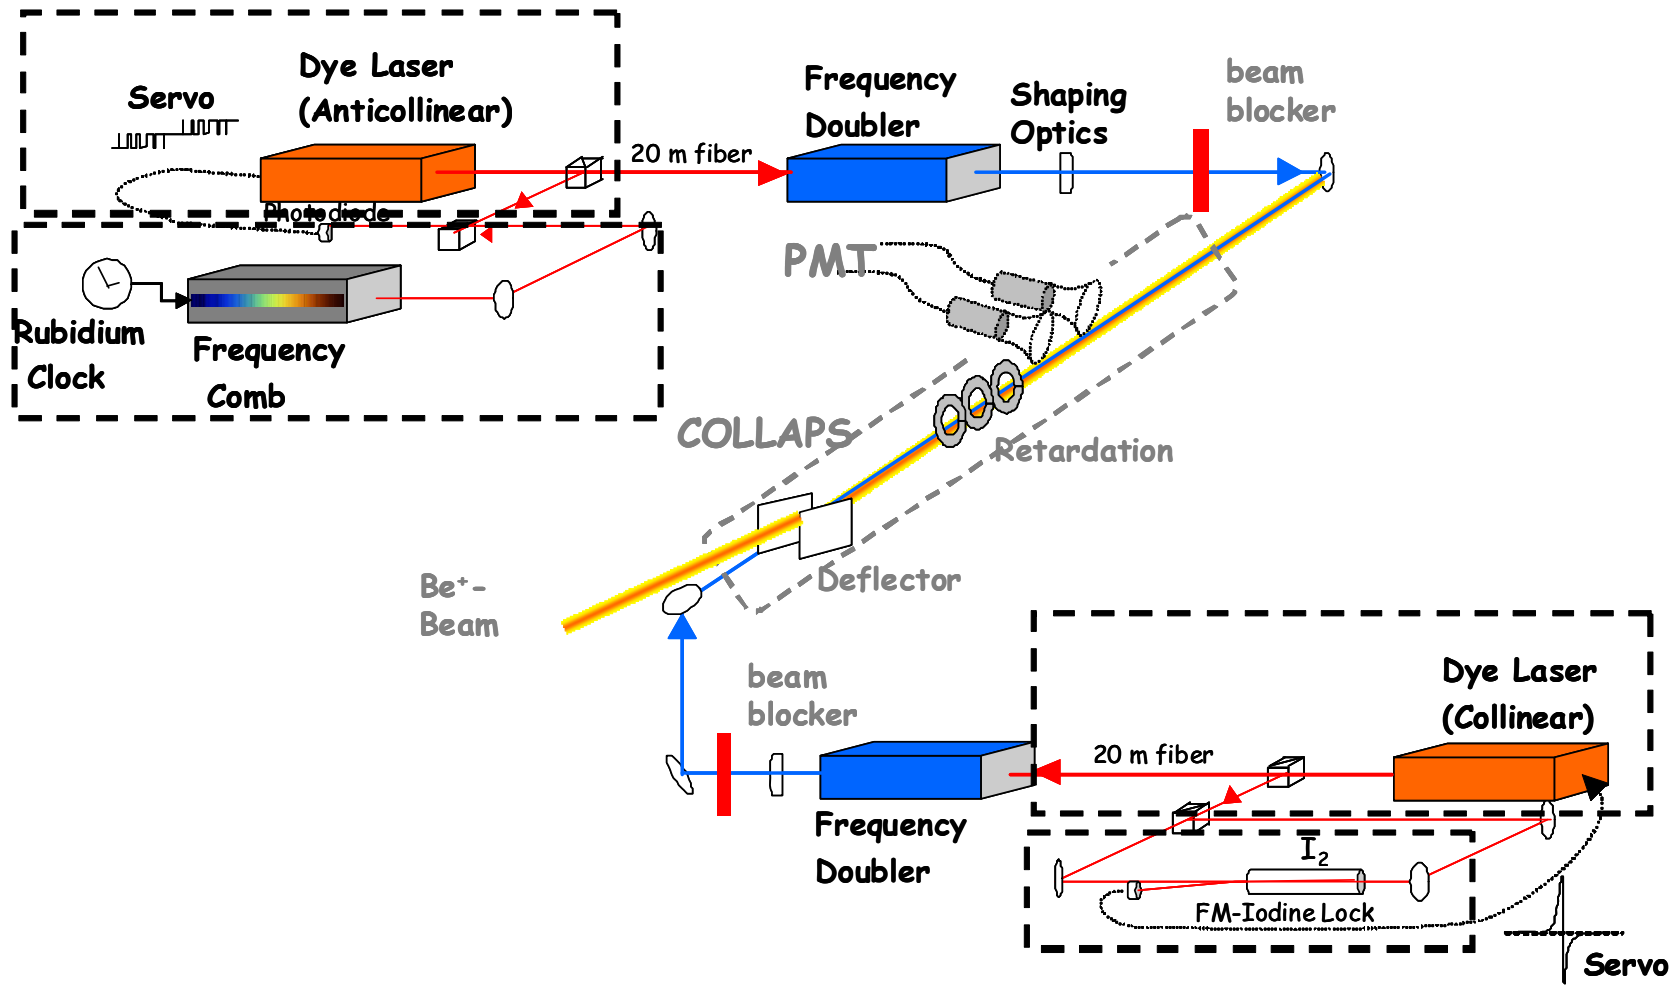 Dye Laser
(Anticollinear)
Servo
Frequency
Doubler
Shaping
Optics
beam
blocker
20 m fiber
Photodiode
PMT
Rubidium
Clock
Frequency
Comb
COLLAPS
Retardation
Be⁺-
Beam
Deflector
beam
blocker
Dye Laser
(Collinear)
20 m fiber
Frequency
Doubler
I₂
FM-Iodine Lock
Servo